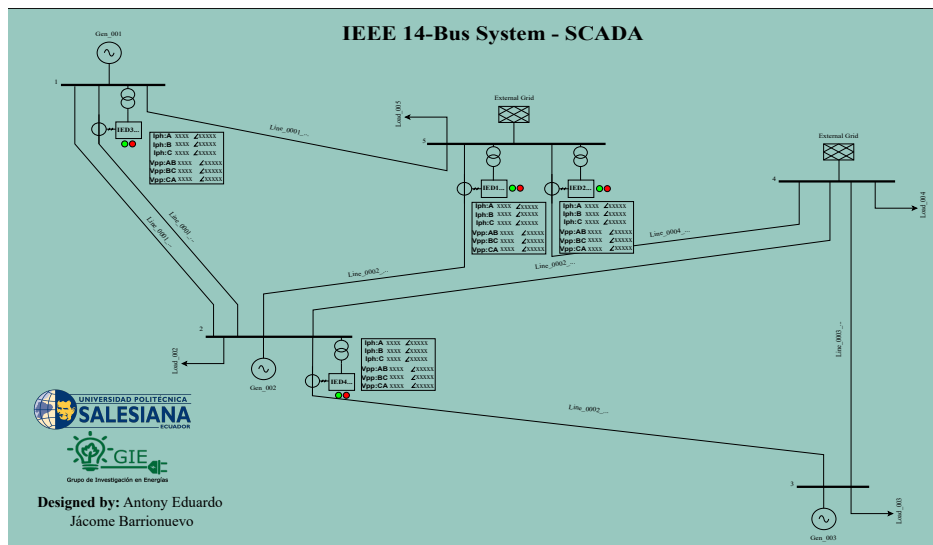 IEEE 14-Bus System - SCADA
Gen_001
1
IED3...
Iph:A xxxx ∠xxxxx
Iph:B xxxx ∠xxxxx
Iph:C xxxx ∠xxxxx
Vpp:AB xxxx ∠xxxxx
Vpp:BC xxxx ∠xxxxx
Vpp:CA xxxx ∠xxxxx
Line_0001_...
Line_0001_...
Line_0001_...
Load_005
External Grid
5
IED1...
Iph:A xxxx ∠xxxxx
Iph:B xxxx ∠xxxxx
Iph:C xxxx ∠xxxxx
Vpp:AB xxxx ∠xxxxx
Vpp:BC xxxx ∠xxxxx
Vpp:CA xxxx ∠xxxxx
IED2...
Iph:A xxxx ∠xxxxx
Iph:B xxxx ∠xxxxx
Iph:C xxxx ∠xxxxx
Vpp:AB xxxx ∠xxxxx
Vpp:BC xxxx ∠xxxxx
Vpp:CA xxxx ∠xxxxx
External Grid
4
Load_004
Line_0004_...
Line_0002_...
Line_0002_...
Line_0003_..
2
Load_002
Gen_002
IED4...
Iph:A xxxx ∠xxxxx
Iph:B xxxx ∠xxxxx
Iph:C xxxx ∠xxxxx
Vpp:AB xxxx ∠xxxxx
Vpp:BC xxxx ∠xxxxx
Vpp:CA xxxx ∠xxxxx
Line_0002_...
3
Load_003
Gen_003
UNIVERSIDAD POLITÉCNICA
SALESIANA
ECUADOR
GIE
Grupo de Investigación en Energías
Designed by: Antony Eduardo
Jácome Barrionuevo